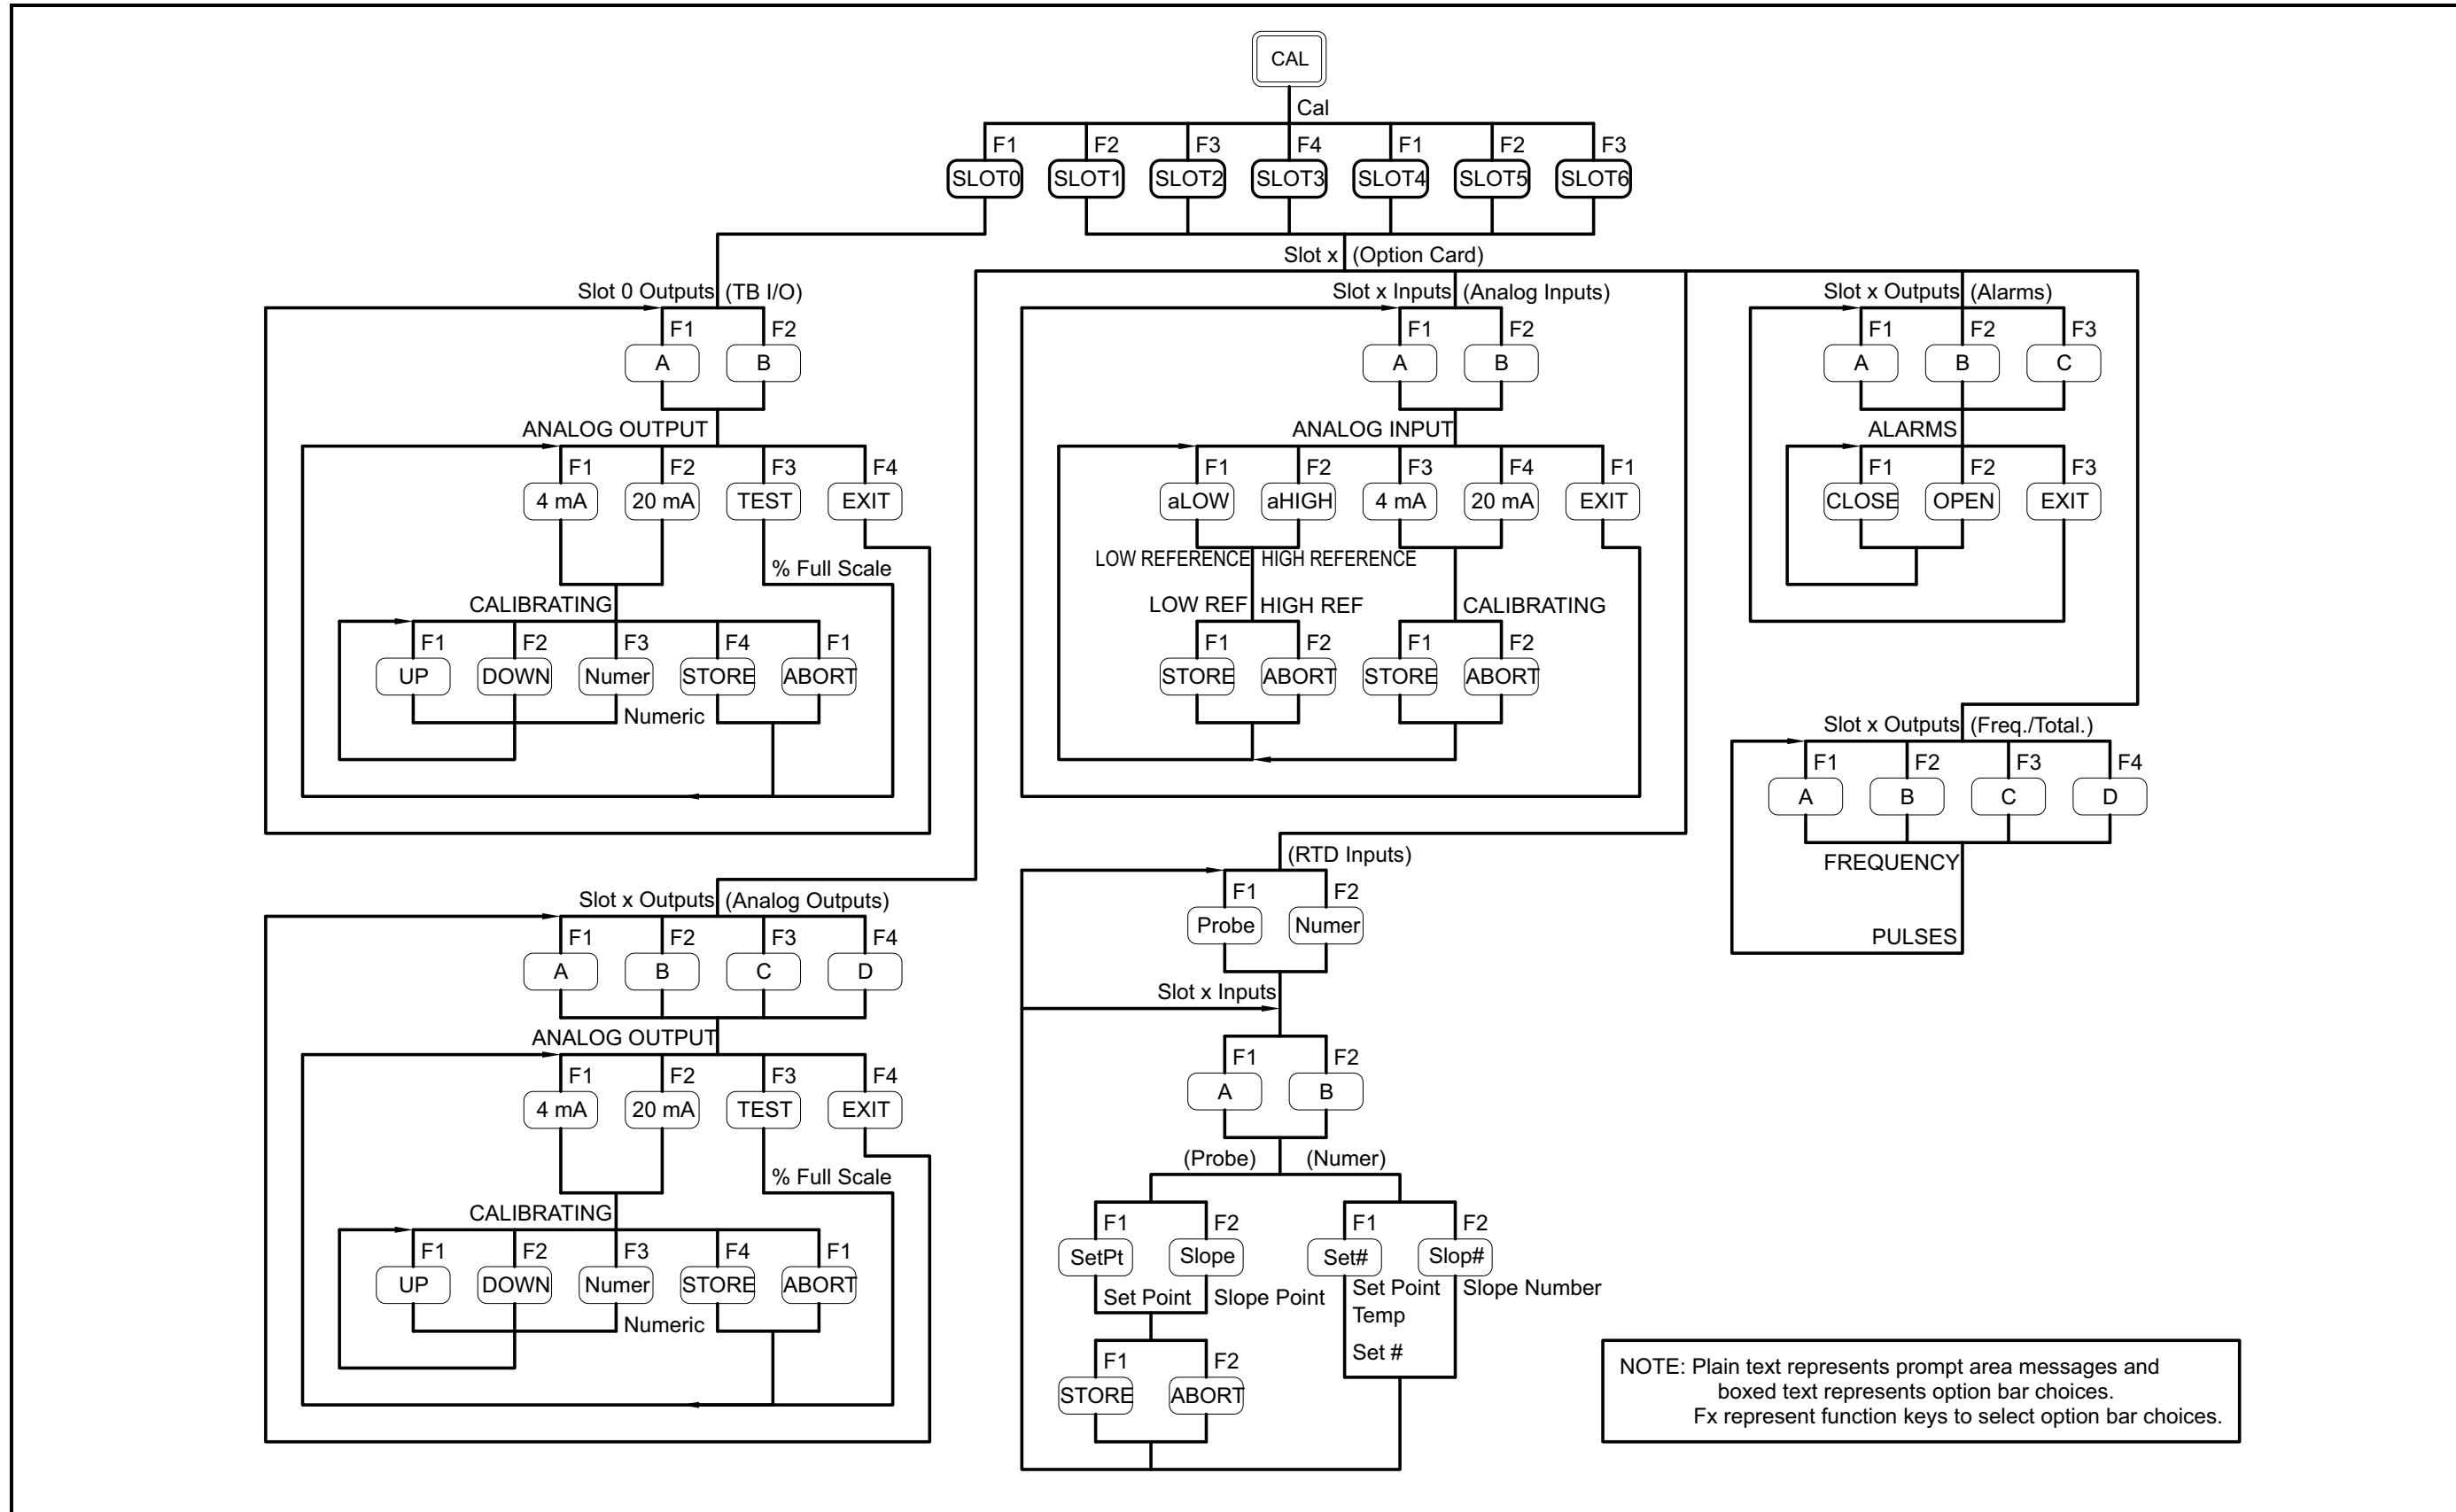 CAL
Cal
F1 F2 F3 F4 F1 F2 F3
SLOT0 SLOT1 SLOT2 SLOT3 SLOT4 SLOT5 SLOT6
Slot x (Option Card)
Slot 0 Outputs (TB I/O)
F1 F2
A B
ANALOG OUTPUT
F1 F2 F3 F4
4 mA 20 mA TEST EXIT
% Full Scale
CALIBRATING
F1 F2 F3 F4 F1
UP DOWN Numer STORE ABORT
Numeric
Slot x Inputs (Analog Inputs)
F1 F2
A B
ANALOG INPUT
F1 F2 F3 F4 F1
aLOW aHIGH 4 mA 20 mA EXIT
LOW REFERENCE HIGH REFERENCE
LOW REF HIGH REF CALIBRATING
F1 F2 F1 F2
STORE ABORT STORE ABORT
Slot x Outputs (Alarms)
F1 F2 F3
A B C
ALARMS
F1 F2 F3
CLOSE OPEN EXIT
Slot x Outputs (Freq./Total.)
F1 F2 F3 F4
A B C D
FREQUENCY
PULSES
Slot x Outputs (Analog Outputs)
F1 F2 F3 F4
A B C D
ANALOG OUTPUT
F1 F2 F3 F4
4 mA 20 mA TEST EXIT
% Full Scale
CALIBRATING
F1 F2 F3 F4 F1
UP DOWN Numer STORE ABORT
Numeric
(RTD Inputs)
F1 F2
Probe Numer
Slot x Inputs
F1 F2
A B
(Probe) (Numer)
F1 F2 F1 F2
SetPt Slope Set# Slop#
Set Point Slope Point Set Point Slope Number
Temp
Set #
F1 F2
STORE ABORT
NOTE: Plain text represents prompt area messages and
boxed text represents option bar choices.
Fx represent function keys to select option bar choices.